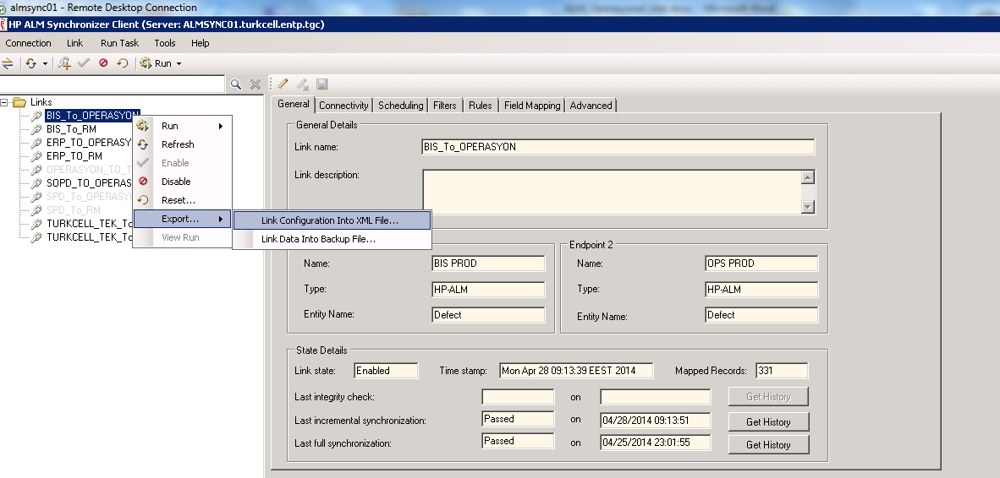 almsync01 - Remote Desktop Connection
HP ALM Synchronizer Client (Server: ALMSYNC01.turkcell.entp.tgc)
Connection Link Run Task Tools Help
Run
Links
BIS_To_OPERASYON
BIS_To_RM
ERP_TO_OPERASY
ERP_TO_RM
OPERASYON_TO_T
SOPD_TO_OPERAS
SPD_To_OPERASYO
SPD_To_RM
TURKCELL_TEK_To
TURKCELL_TEK_To
Run
Refresh
Enable
Disable
Reset...
Export...
View Run
Link Configuration Into XML File...
Link Data Into Backup File...
General Connectivity Scheduling Filters Rules Field Mapping Advanced
General Details
Link name: BIS_To_OPERASYON
Link description:
Name: BIS PROD
Type: HP-ALM
Entity Name: Defect
Endpoint 2
Name: OPS PROD
Type: HP-ALM
Entity Name: Defect
State Details
Link state: Enabled Time stamp: Mon Apr 28 09:13:39 EEST 2014 Mapped Records: 331
Last integrity check: on Get History
Last incremental synchronization: Passed on 04/28/2014 09:13:51 Get History
Last full synchronization: Passed on 04/25/2014 23:01:55 Get History